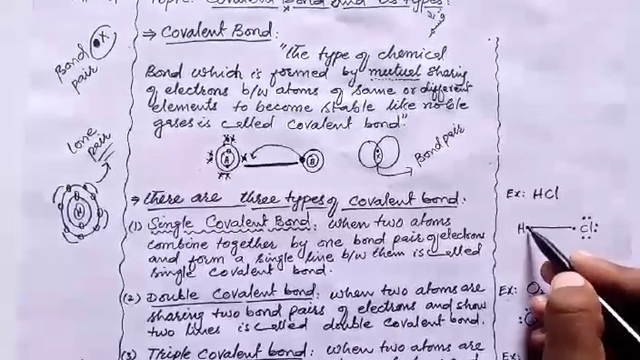 Topic: Covalent Bond and its types:
⇒ Covalent Bond:
"The type of chemical
Bond which is formed by mutual sharing
of electrons b/w atoms of same or different
elements to become stable like noble
gases is called covalent bond"
Bond
pair
lone
pair
A
B
Bond pair
⇒ There are three types of covalent bond:
(1) Single Covalent Bond: when two atoms
combine together by one bond pair of electrons
and form a single line b/w them is called
single covalent bond.
Ex: HCl
H Cl
(2) Double Covalent bond: when two atoms are
sharing two bond pairs of electrons and show
two lines is called double covalent bond.
Ex: O₂
(3) Triple Covalent bond: when two atoms are
Ex: